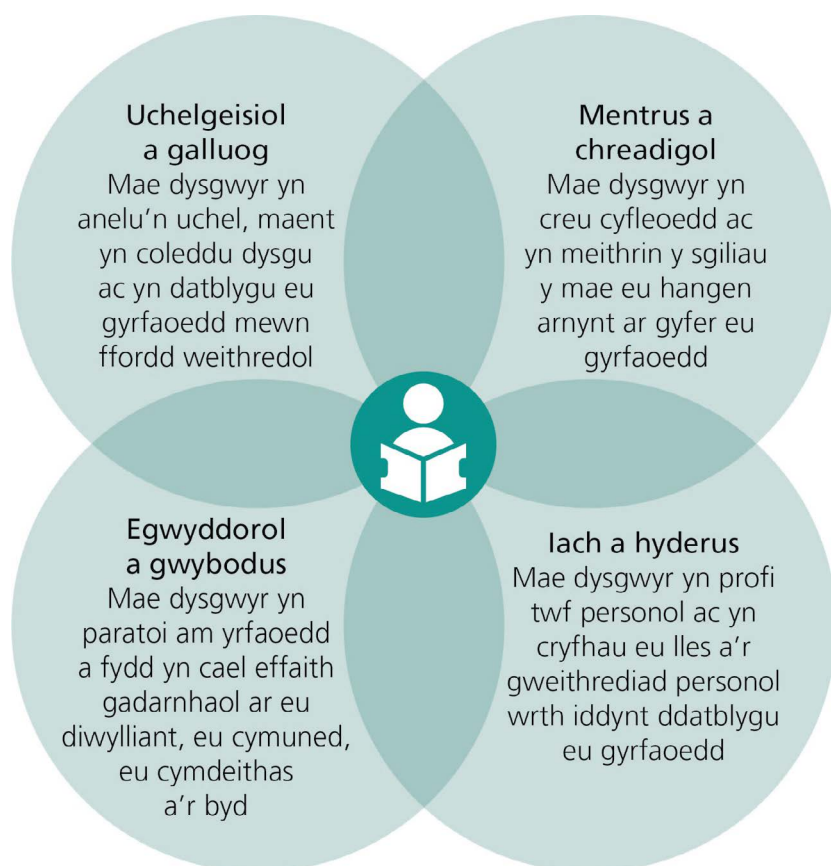 Uchelgeisiol
a galluog
Mae dysgwyr yn
anelu'n uchel, maent
yn coleddu dysgu
ac yn datblygu eu
gyrfaoedd mewn
ffordd weithredol
Mentrus a
chreadigol
Mae dysgwyr yn
creu cyfleoedd ac
yn meithrin y sgiliau
y mae eu hangen
arnynt ar gyfer eu
gyrfaoedd
Egwyddorol
a gwybodus
Mae dysgwyr yn
paratoi am yrfaoedd
a fydd yn cael effaith
gadarnhaol ar eu
diwylliant, eu cymuned,
eu cymdeithas
a'r byd
Iach a hyderus
Mae dysgwyr yn profi
twf personol ac yn
cryfhau eu lles a'r
gweithrediad personol
wrth iddynt ddatblygu
eu gyrfaoedd